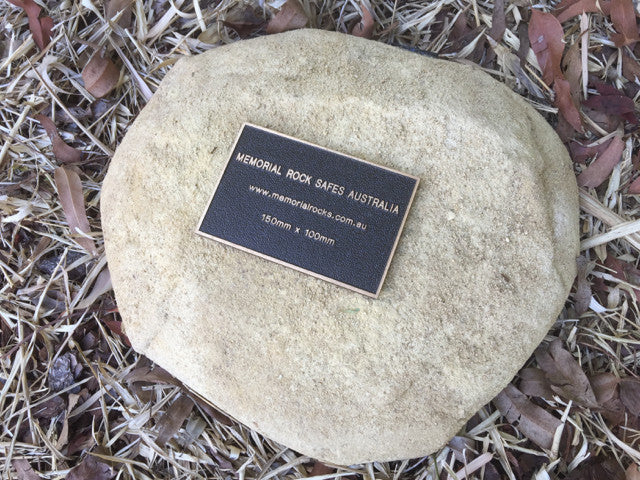 MEMORIAL ROCK SAFES AUSTRALIA
www.memorialrocks.com.au
150mm x 100mm